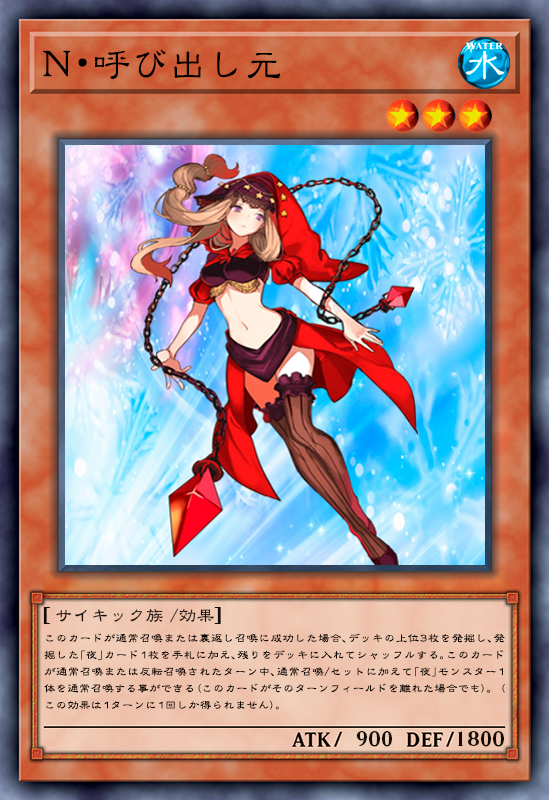 N・呼び出し元
WATER
水
[サイキック族/効果]
このカードが通常召喚または裏返し召喚に成功した場合、デッキの上位3枚を発掘し、発
掘した「夜」カード1枚を手札に加え、残りをデッキに入れてシャッフルする。このカード
が通常召喚または反転召喚されたターン中、通常召喚/セットに加えて「夜」モンスター1
体を通常召喚する事ができる(このカードがそのターンフィールドを離れた場合でも)。(
この効果は1ターンに1回しか得られません)。
ATK/ 900 DEF/1800